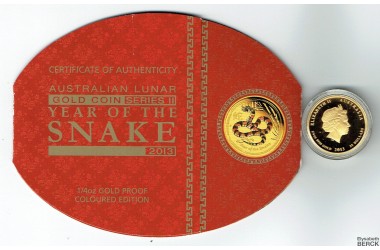 CERTIFICATE OF AUTHENTICITY
AUSTRALIAN LUNAR
GOLD COIN SERIES II
YEAR OF THE
SNAKE
2013
1/4oz GOLD PROOF
COLOURED EDITION
ELIZABETH II AUSTRALIA
2013
Elysabeth
BERCK